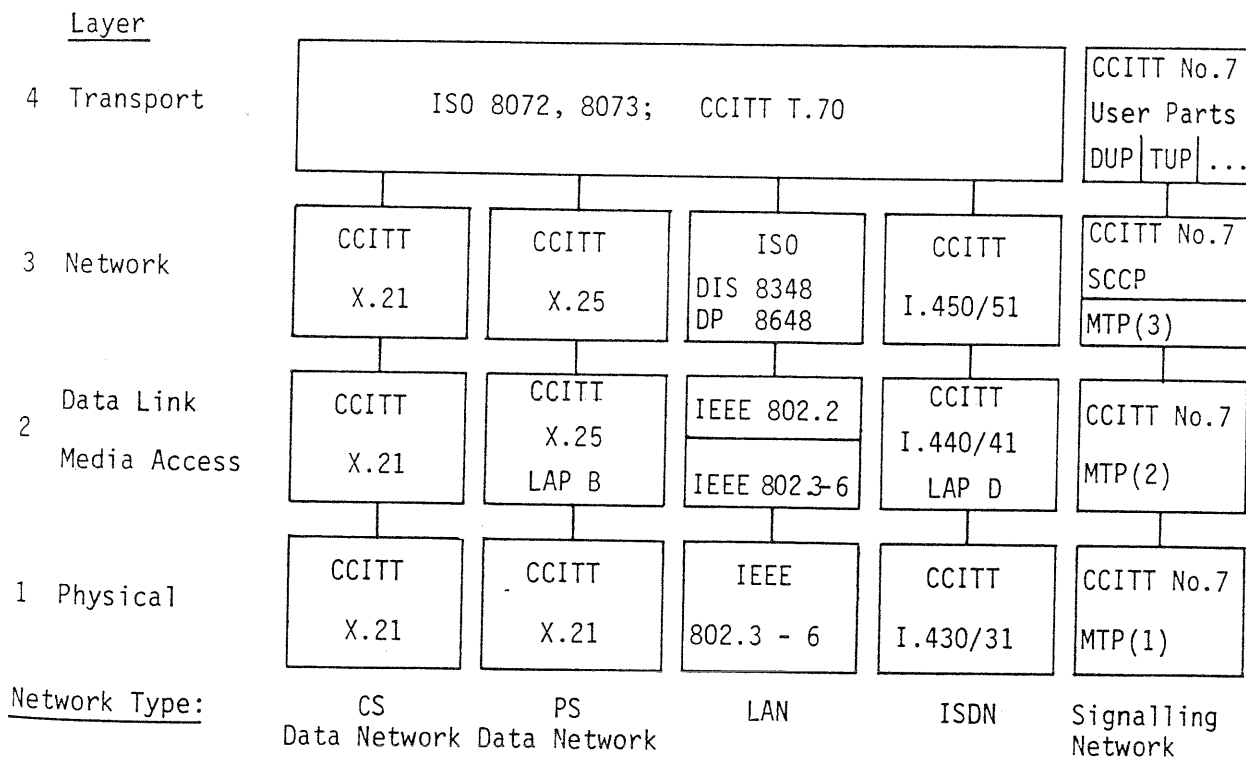 Layer
4 Transport
ISO 8072, 8073; CCITT T.70
CCITT No.7
User Parts
DUP TUP ...
3 Network
CCITT
X.21
CCITT
X.25
ISO
DIS 8348
DP 8648
CCITT
I.450/51
CCITT No.7
SCCP
MTP(3)
2
Data Link
Media Access
CCITT
X.21
CCITT
X.25
LAP B
IEEE 802.2
IEEE 802.3-6
CCITT
I.440/41
LAP D
CCITT No.7
MTP(2)
1 Physical
CCITT
X.21
CCITT
X.21
IEEE
802.3 - 6
CCITT
I.430/31
CCITT No.7
MTP(1)
Network Type:
CS
Data Network
PS
Data Network
LAN
ISDN
Signalling
Network